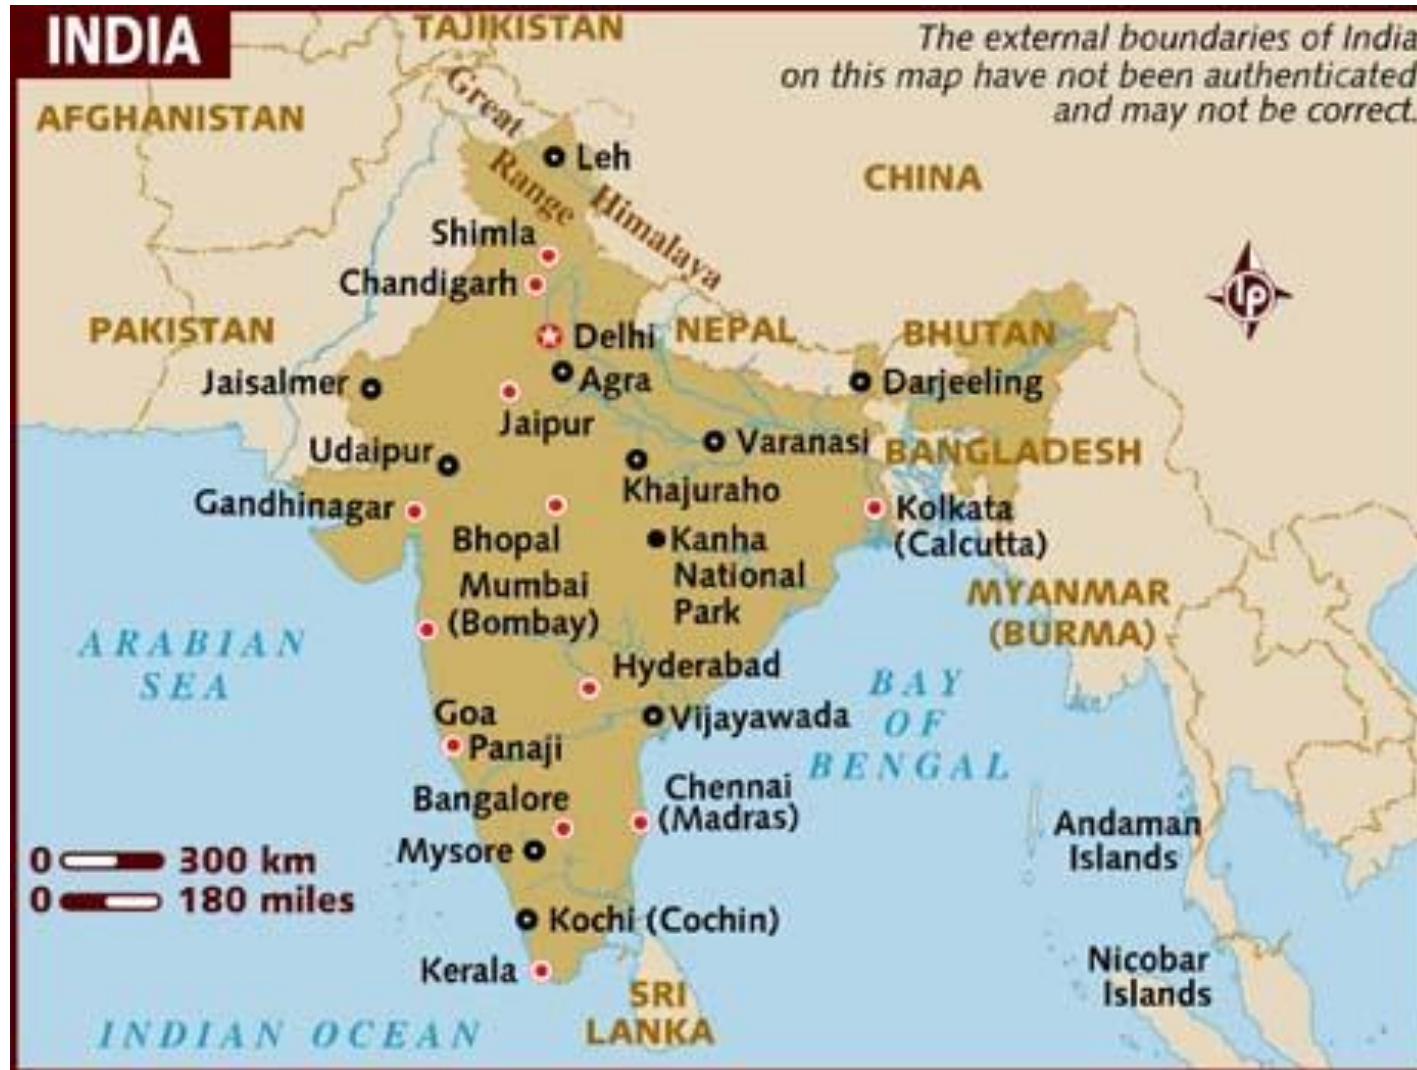 INDIA
TAJIKISTAN
The external boundaries of India
on this map have not been authenticated
and may not be correct.
AFGHANISTAN
Great
Range
Himalaya
Leh
CHINA
Shimla
Chandigarh
LP
PAKISTAN
Delhi
NEPAL
BHUTAN
Jaisalmer
Agra
Darjeeling
Jaipur
Udaipur
Varanasi
BANGLADESH
Khajuraho
Gandhinagar
Kolkata
(Calcutta)
Bhopal
Kanha
National
Park
Mumbai
(Bombay)
MYANMAR
(BURMA)
ARABIAN
SEA
Hyderabad
BAY
OF
BENGAL
Goa
Panaji
Vijayawada
Bangalore
Chennai
(Madras)
Andaman
Islands
Mysore
0 300 km
0 180 miles
Kochi (Cochin)
Kerala
Nicobar
Islands
SRI
LANKA
INDIAN OCEAN